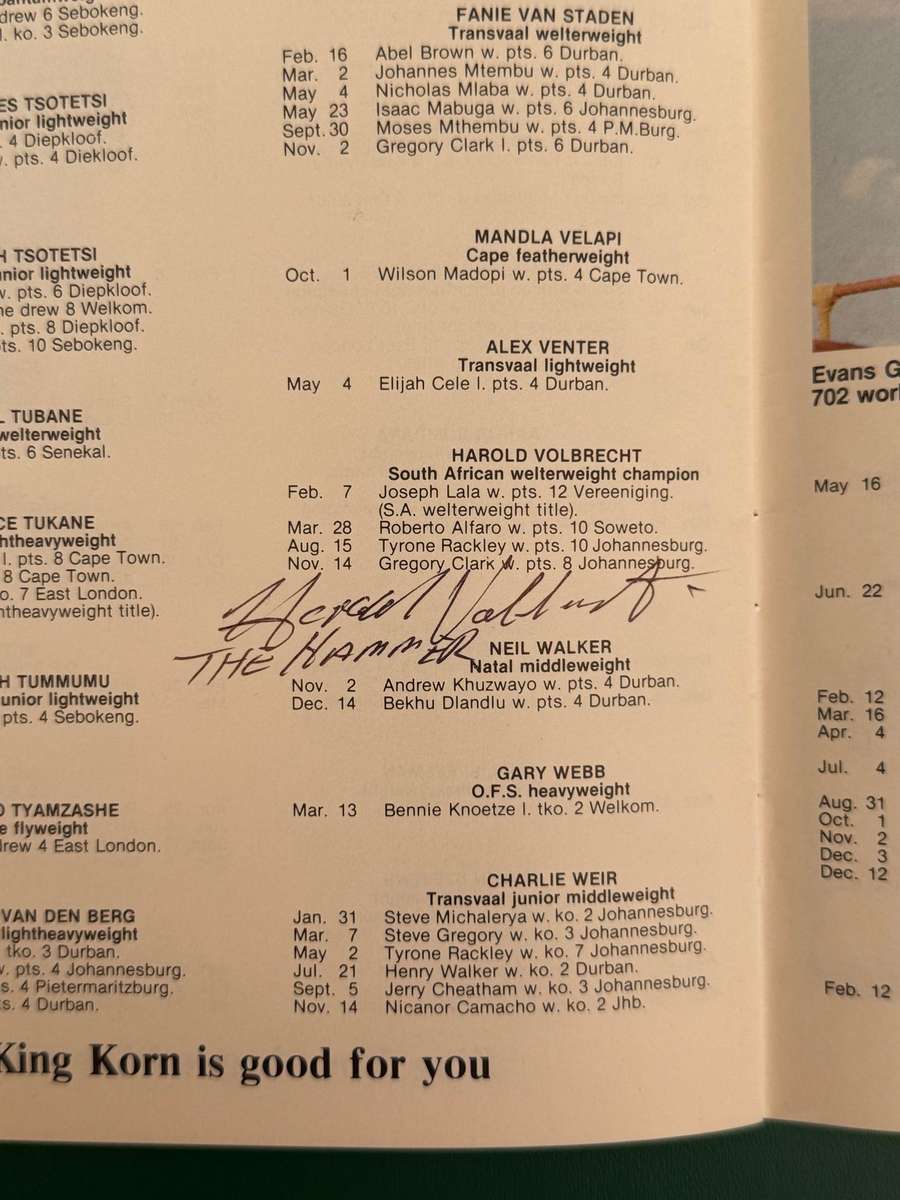 drew 6 Sebokeng.
l. ko. 3 Sebokeng.
ES TSOTETSI
nior lightweight
. 4 Diepkloof.
. pts. 4 Diekloof.
H TSOTETSI
nior lightweight
v. pts. 6 Diepkloof.
ne drew 8 Welkom.
. pts. 8 Diepkloof.
ots. 10 Sebokeng.
L TUBANE
welterweight
ts. 6 Senekal.
CE TUKANE
htheavyweight
l. pts. 8 Cape Town.
8 Cape Town.
o. 7 East London.
htheavyweight title).
H TUMMUMU
junior lightweight
pts. 4 Sebokeng.
O TYAMZASHE
e flyweight
drew 4 East London.
VAN DEN BERG
lightheavyweight
tko. 3 Durban.
v. pts. 4 Johannesburg.
s. 4 Pietermaritzburg.
s. 4 Durban.
FANIE VAN STADEN
Transvaal welterweight
Feb. 16 Abel Brown w. pts. 6 Durban.
Mar. 2 Johannes Mtembu w. pts. 4 Durban.
May 4 Nicholas Mlaba w. pts. 4 Durban.
May 23 Isaac Mabuga w. pts. 6 Johannesburg.
Sept. 30 Moses Mthembu w. pts. 4 P.M.Burg.
Nov. 2 Gregory Clark l. pts. 6 Durban.
MANDLA VELAPI
Cape featherweight
Oct. 1 Wilson Madopi w. pts. 4 Cape Town.
ALEX VENTER
Transvaal lightweight
May 4 Elijah Cele l. pts. 4 Durban.
HAROLD VOLBRECHT
South African welterweight champion
Feb. 7 Joseph Lala w. pts. 12 Vereeniging.
(S.A. welterweight title).
Mar. 28 Roberto Alfaro w. pts. 10 Soweto.
Aug. 15 Tyrone Rackley w. pts. 10 Johannesburg.
Nov. 14 Gregory Clark w. pts. 8 Johannesburg.
Harold Volbrecht
THE HAMMER
NEIL WALKER
Natal middleweight
Nov. 2 Andrew Khuzwayo w. pts. 4 Durban.
Dec. 14 Bekhu Dlandlu w. pts. 4 Durban.
GARY WEBB
O.F.S. heavyweight
Mar. 13 Bennie Knoetze l. tko. 2 Welkom.
CHARLIE WEIR
Transvaal junior middleweight
Jan. 31 Steve Michalerya w. ko. 2 Johannesburg.
Mar. 7 Steve Gregory w. ko. 3 Johannesburg.
May 2 Tyrone Rackley w. ko. 7 Johannesburg.
Jul. 21 Henry Walker w. ko. 2 Durban.
Sept. 5 Jerry Cheatham w. ko. 3 Johannesburg.
Nov. 14 Nicanor Camacho w. ko. 2 Jhb.
King Korn is good for you
Evans G
702 worl
May 16
Jun. 22
Feb. 12
Mar. 16
Apr. 4
Jul. 4
Aug. 31
Oct. 1
Nov. 2
Dec. 3
Dec. 12
Feb. 12